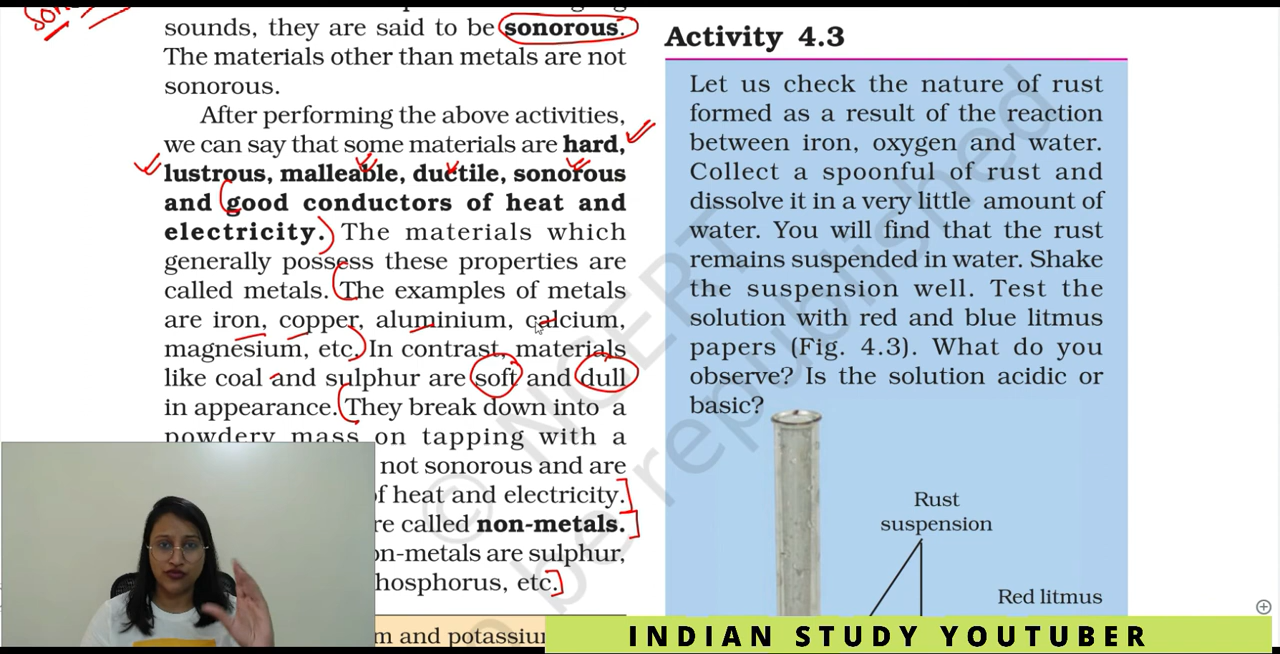 sounds, they are said to be sonorous.
The materials other than metals are not
sonorous.
After performing the above activities,
we can say that some materials are hard,
lustrous, malleable, ductile, sonorous
and good conductors of heat and
electricity. The materials which
generally possess these properties are
called metals. The examples of metals
are iron, copper, aluminium, calcium,
magnesium, etc. In contrast, materials
like coal and sulphur are soft and dull
in appearance. They break down into a
powdery mass on tapping with a
not sonorous and are
of heat and electricity.
called non-metals.
metals are sulphur,
etc.
and
Activity 4.3
Let us check the nature of rust
formed as a result of the reaction
between iron, oxygen and water.
Collect a spoonful of rust and
dissolve it in a very little amount of
water. You will find that the rust
remains suspended in water. Shake
the suspension well. Test the
solution with red and blue litmus
papers (Fig. 4.3). What do you
observe? Is the solution acidic or
basic?
Rust
suspension
Red litmus
© NCERT
be republished
INDIAN STUDY YOUTUBER